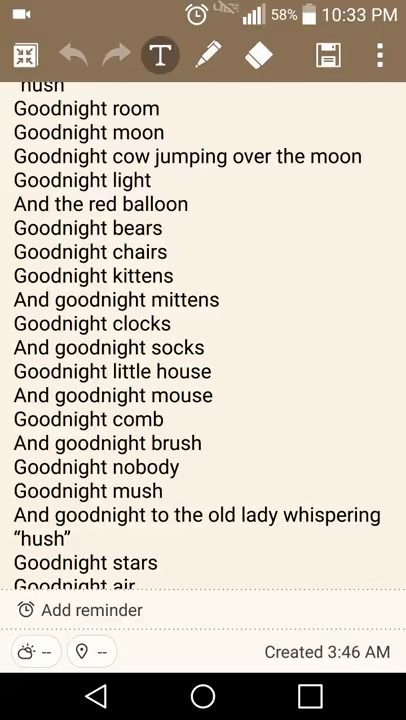 58% 10:33 PM
T
"hush
Goodnight room
Goodnight moon
Goodnight cow jumping over the moon
Goodnight light
And the red balloon
Goodnight bears
Goodnight chairs
Goodnight kittens
And goodnight mittens
Goodnight clocks
And goodnight socks
Goodnight little house
And goodnight mouse
Goodnight comb
And goodnight brush
Goodnight nobody
Goodnight mush
And goodnight to the old lady whispering
“hush”
Goodnight stars
Goodnight air
Add reminder
-- --
Created 3:46 AM